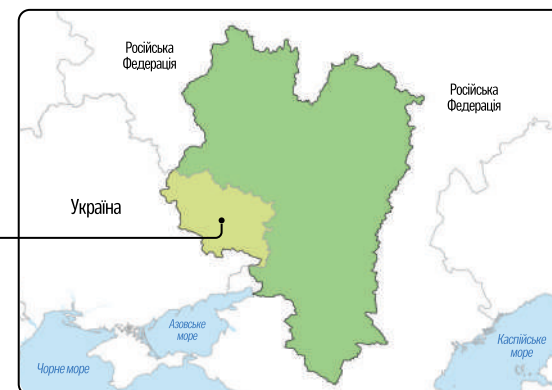 Російська
Федерація
Російська
Федерація
Україна
Азовське
море
Чорне море
Каспійське
море